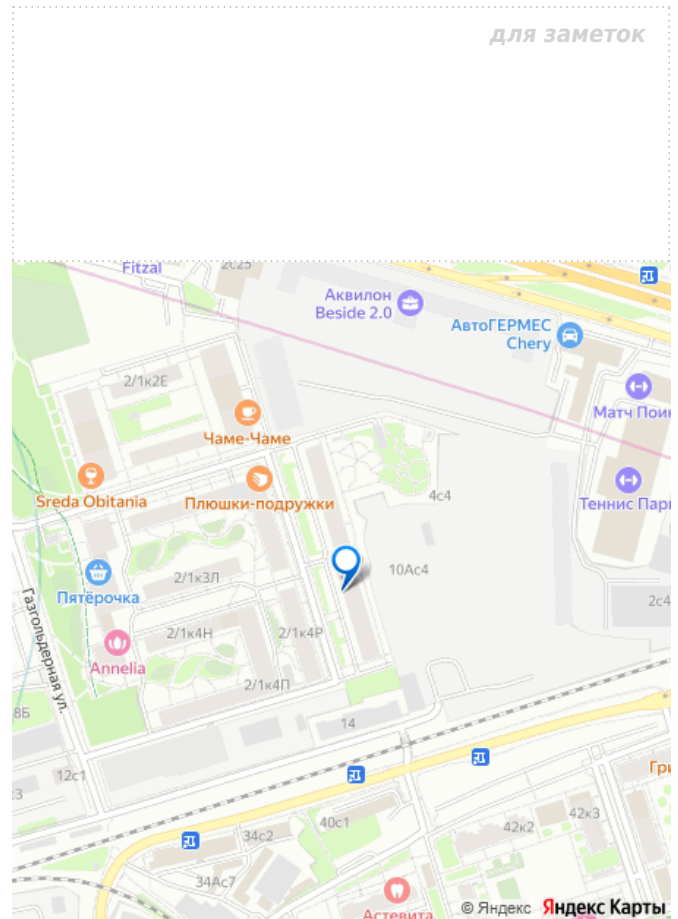 для заметок
Fitzal
2с25
Аквилон
Beside 2.0
АвтоГЕРМЕС
Chery
2/1к2Е
Матч Поин
Чаме-Чаме
Sreda Obitania
Плюшки-подружки
4с4
Теннис Парк
10Ас4
2/1к3Л
Пятёрочка
2с4
Газгольдерная ул.
2/1к4Н
2/1к4Р
Annelia
2/1к4П
8Б
14
12с1
Гри
40с1
42к3
42к2
34с2
34Ас7
Астевита
© Яндекс Яндекс Карты